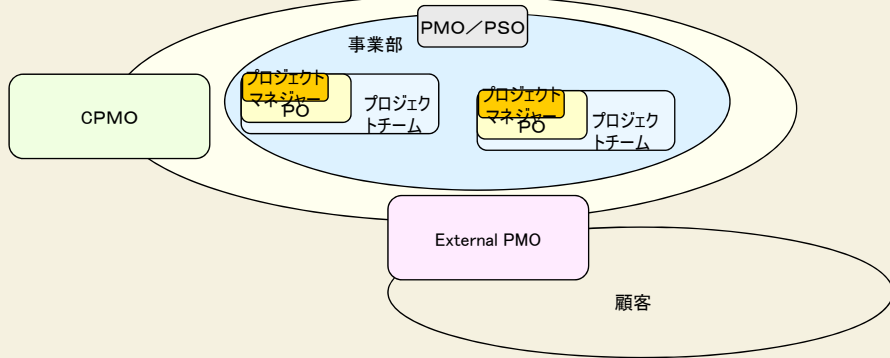 PMO／PSO
事業部
CPMO
プロジェクト
マネジャー
PO
プロジェク
トチーム
プロジェクト
マネジャー
PO
プロジェク
トチーム
External PMO
顧客